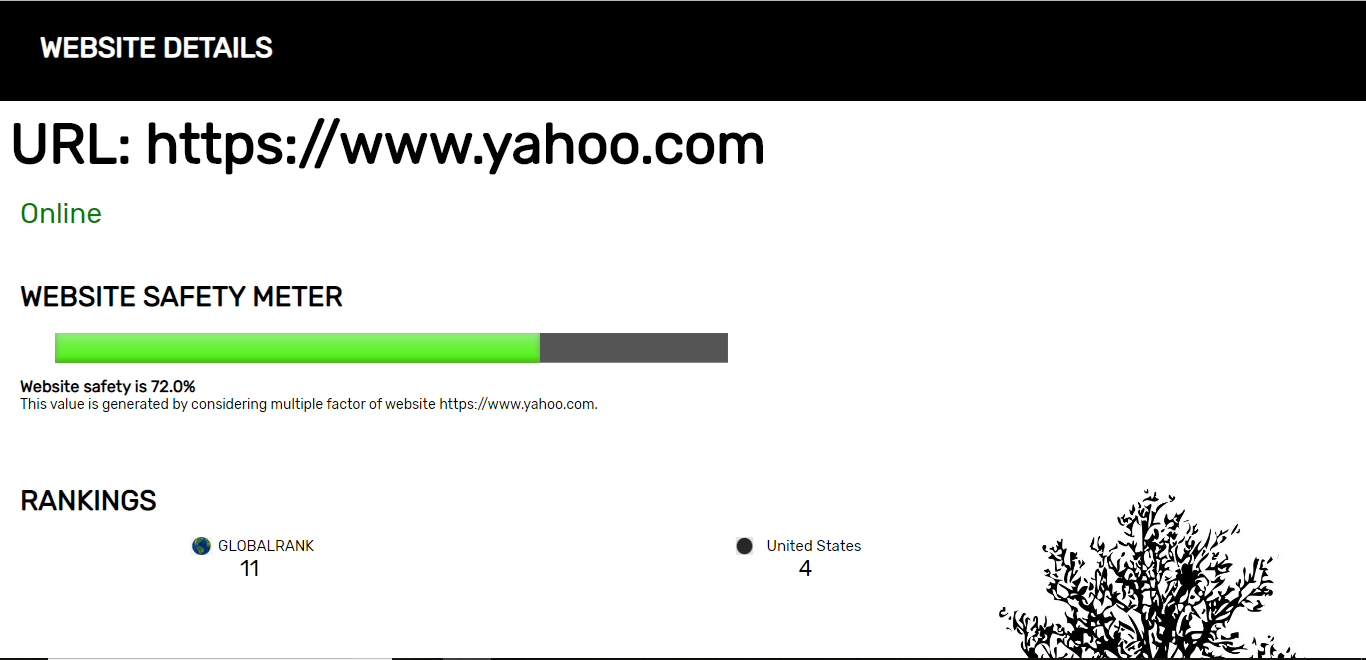 WEBSITE DETAILS
URL: https://www.yahoo.com
Online
WEBSITE SAFETY METER
Website safety is 72.0%
This value is generated by considering multiple factor of website https://www.yahoo.com.
RANKINGS
GLOBALRANK
11
United States
4